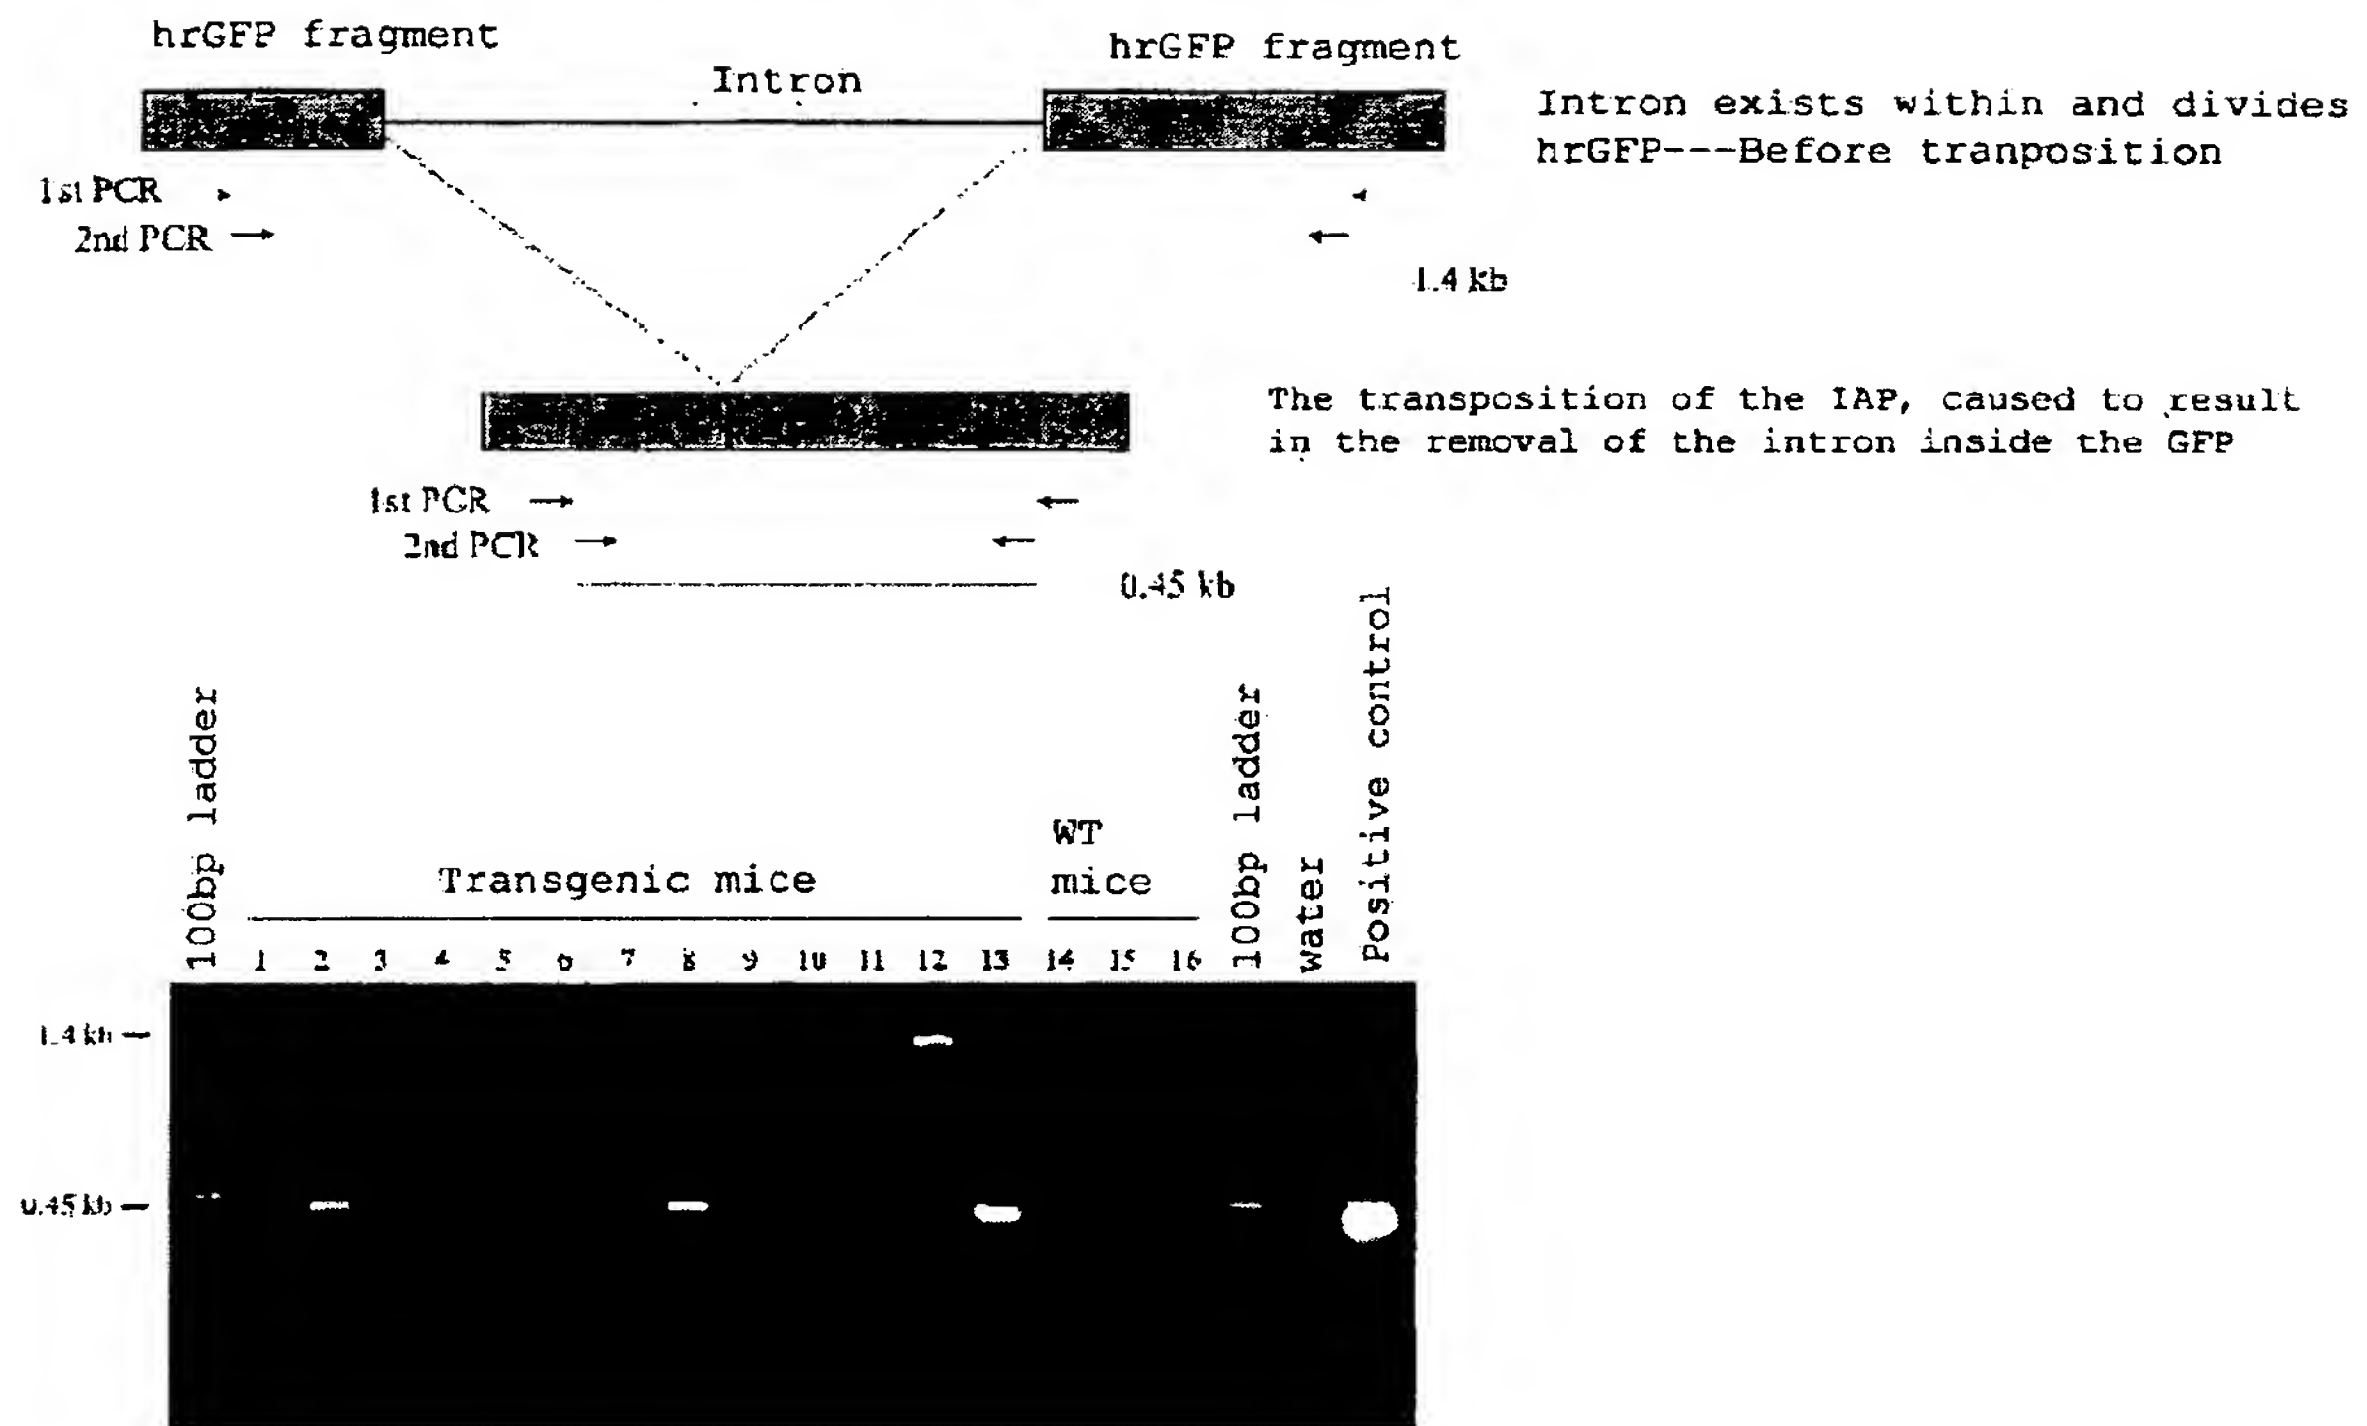 hrGFP fragment
hrGFP fragment
Intron
Intron exists within and divides
hrGFP---Before tranposition
1st PCR
2nd PCR
1.4 kb
The transposition of the IAP, caused to result
in the removal of the intron inside the GFP
1st PCR
2nd PCR
0.45 kb
100bp ladder
Transgenic mice
WT
mice
100bp ladder
water
Positive control
1 2 3 4 5 6 7 8 9 10 11 12 13 14 15 16
1.4 kb
0.45 kb